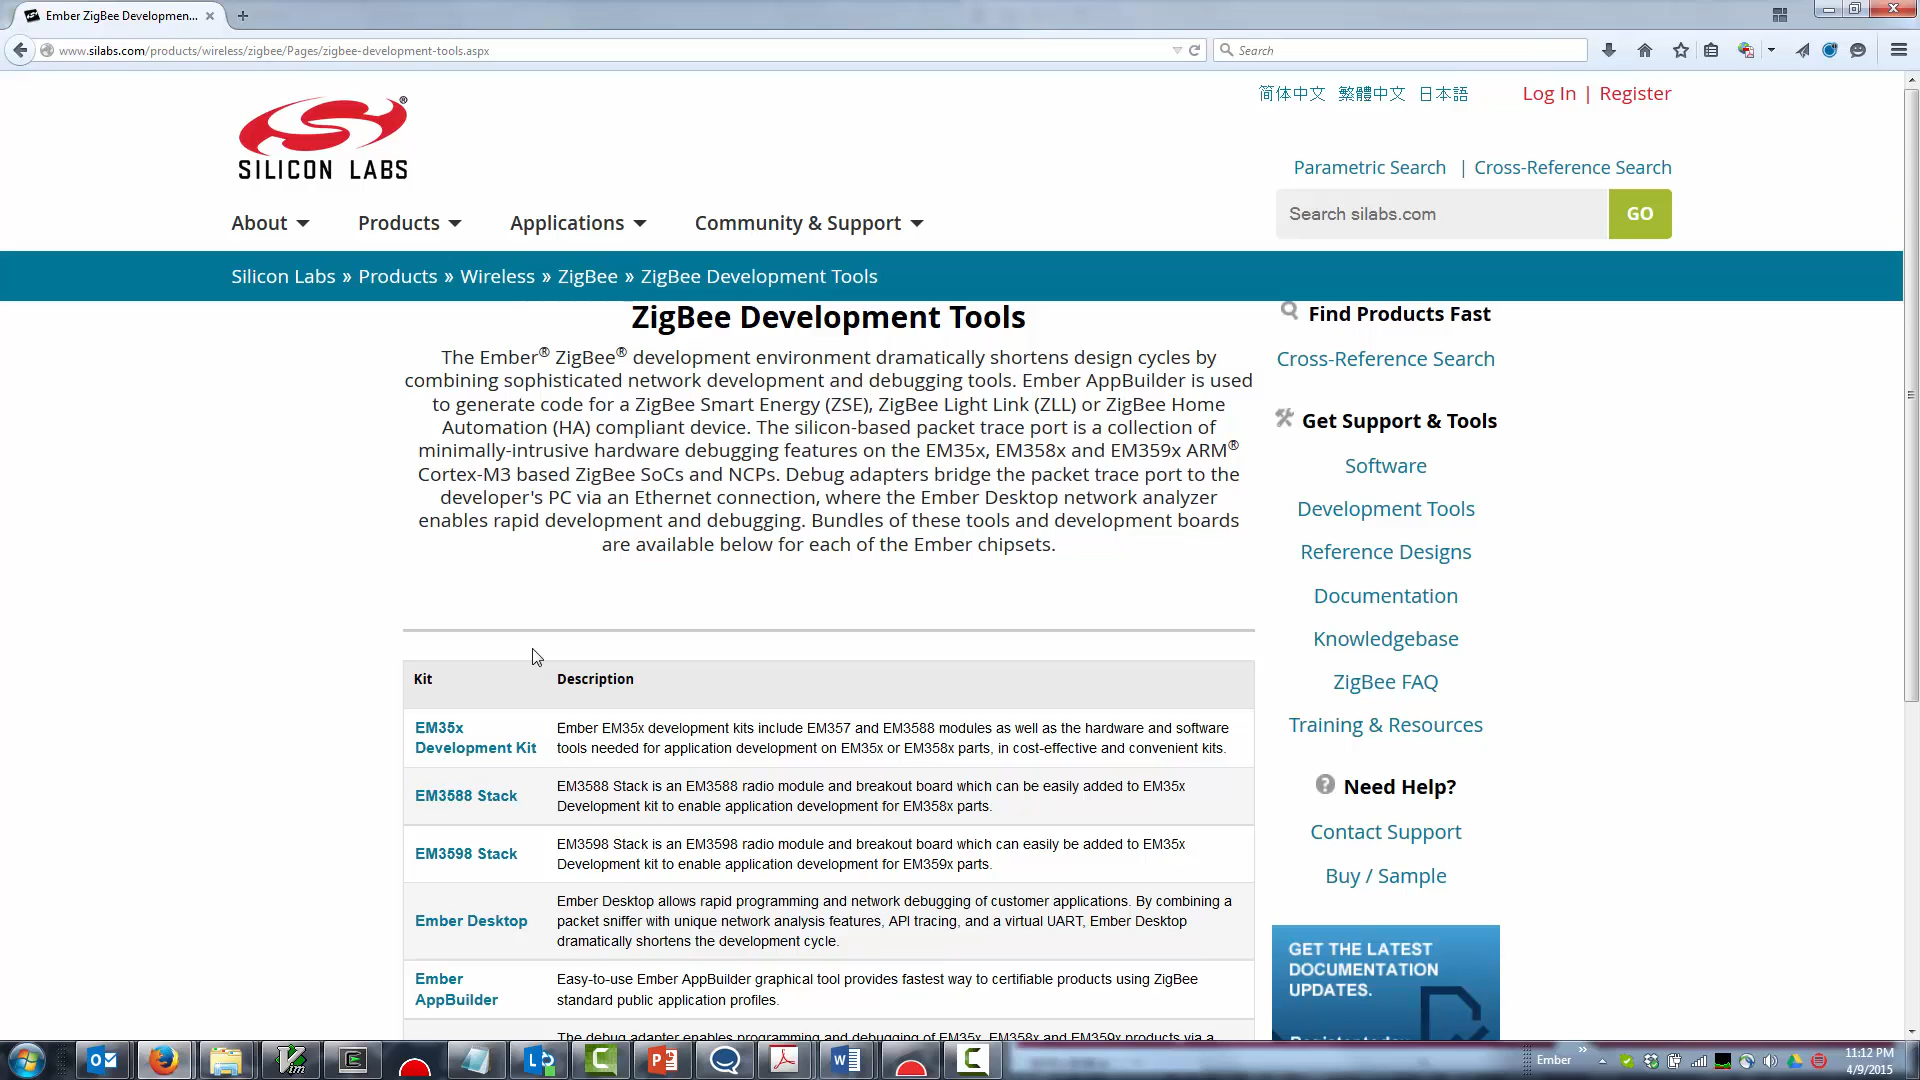 Ember ZigBee Developmen...
www.silabs.com/products/wireless/zigbee/Pages/zigbee-development-tools.aspx
Search
简体中文 繁體中文 日本語
Log In | Register
SILICON LABS
Parametric Search | Cross-Reference Search
Search silabs.com
GO
About
Products
Applications
Community & Support
Silicon Labs » Products » Wireless » ZigBee » ZigBee Development Tools
ZigBee Development Tools
The Ember® ZigBee® development environment dramatically shortens design cycles by
combining sophisticated network development and debugging tools. Ember AppBuilder is used
to generate code for a ZigBee Smart Energy (ZSE), ZigBee Light Link (ZLL) or ZigBee Home
Automation (HA) compliant device. The silicon-based packet trace port is a collection of
minimally-intrusive hardware debugging features on the EM35x, EM358x and EM359x ARM®
Cortex-M3 based ZigBee SoCs and NCPs. Debug adapters bridge the packet trace port to the
developer's PC via an Ethernet connection, where the Ember Desktop network analyzer
enables rapid development and debugging. Bundles of these tools and development boards
are available below for each of the Ember chipsets.
Kit
Description
EM35x
Development Kit
Ember EM35x development kits include EM357 and EM3588 modules as well as the hardware and software
tools needed for application development on EM35x or EM358x parts, in cost-effective and convenient kits.
EM3588 Stack
EM3588 Stack is an EM3588 radio module and breakout board which can be easily added to EM35x
Development kit to enable application development for EM358x parts.
EM3598 Stack
EM3598 Stack is an EM3598 radio module and breakout board which can easily be added to EM35x
Development kit to enable application development for EM359x parts.
Ember Desktop
Ember Desktop allows rapid programming and network debugging of customer applications. By combining a
packet sniffer with unique network analysis features, API tracing, and a virtual UART, Ember Desktop
dramatically shortens the development cycle.
Ember
AppBuilder
Easy-to-use Ember AppBuilder graphical tool provides fastest way to certifiable products using ZigBee
standard public application profiles.
The debug adapter enables programming and debugging of EM35x, EM358x and EM359x products via a
Find Products Fast
Cross-Reference Search
Get Support & Tools
Software
Development Tools
Reference Designs
Documentation
Knowledgebase
ZigBee FAQ
Training & Resources
Need Help?
Contact Support
Buy / Sample
GET THE LATEST
DOCUMENTATION
UPDATES.
Register today
Ember
11:12 PM
4/9/2015